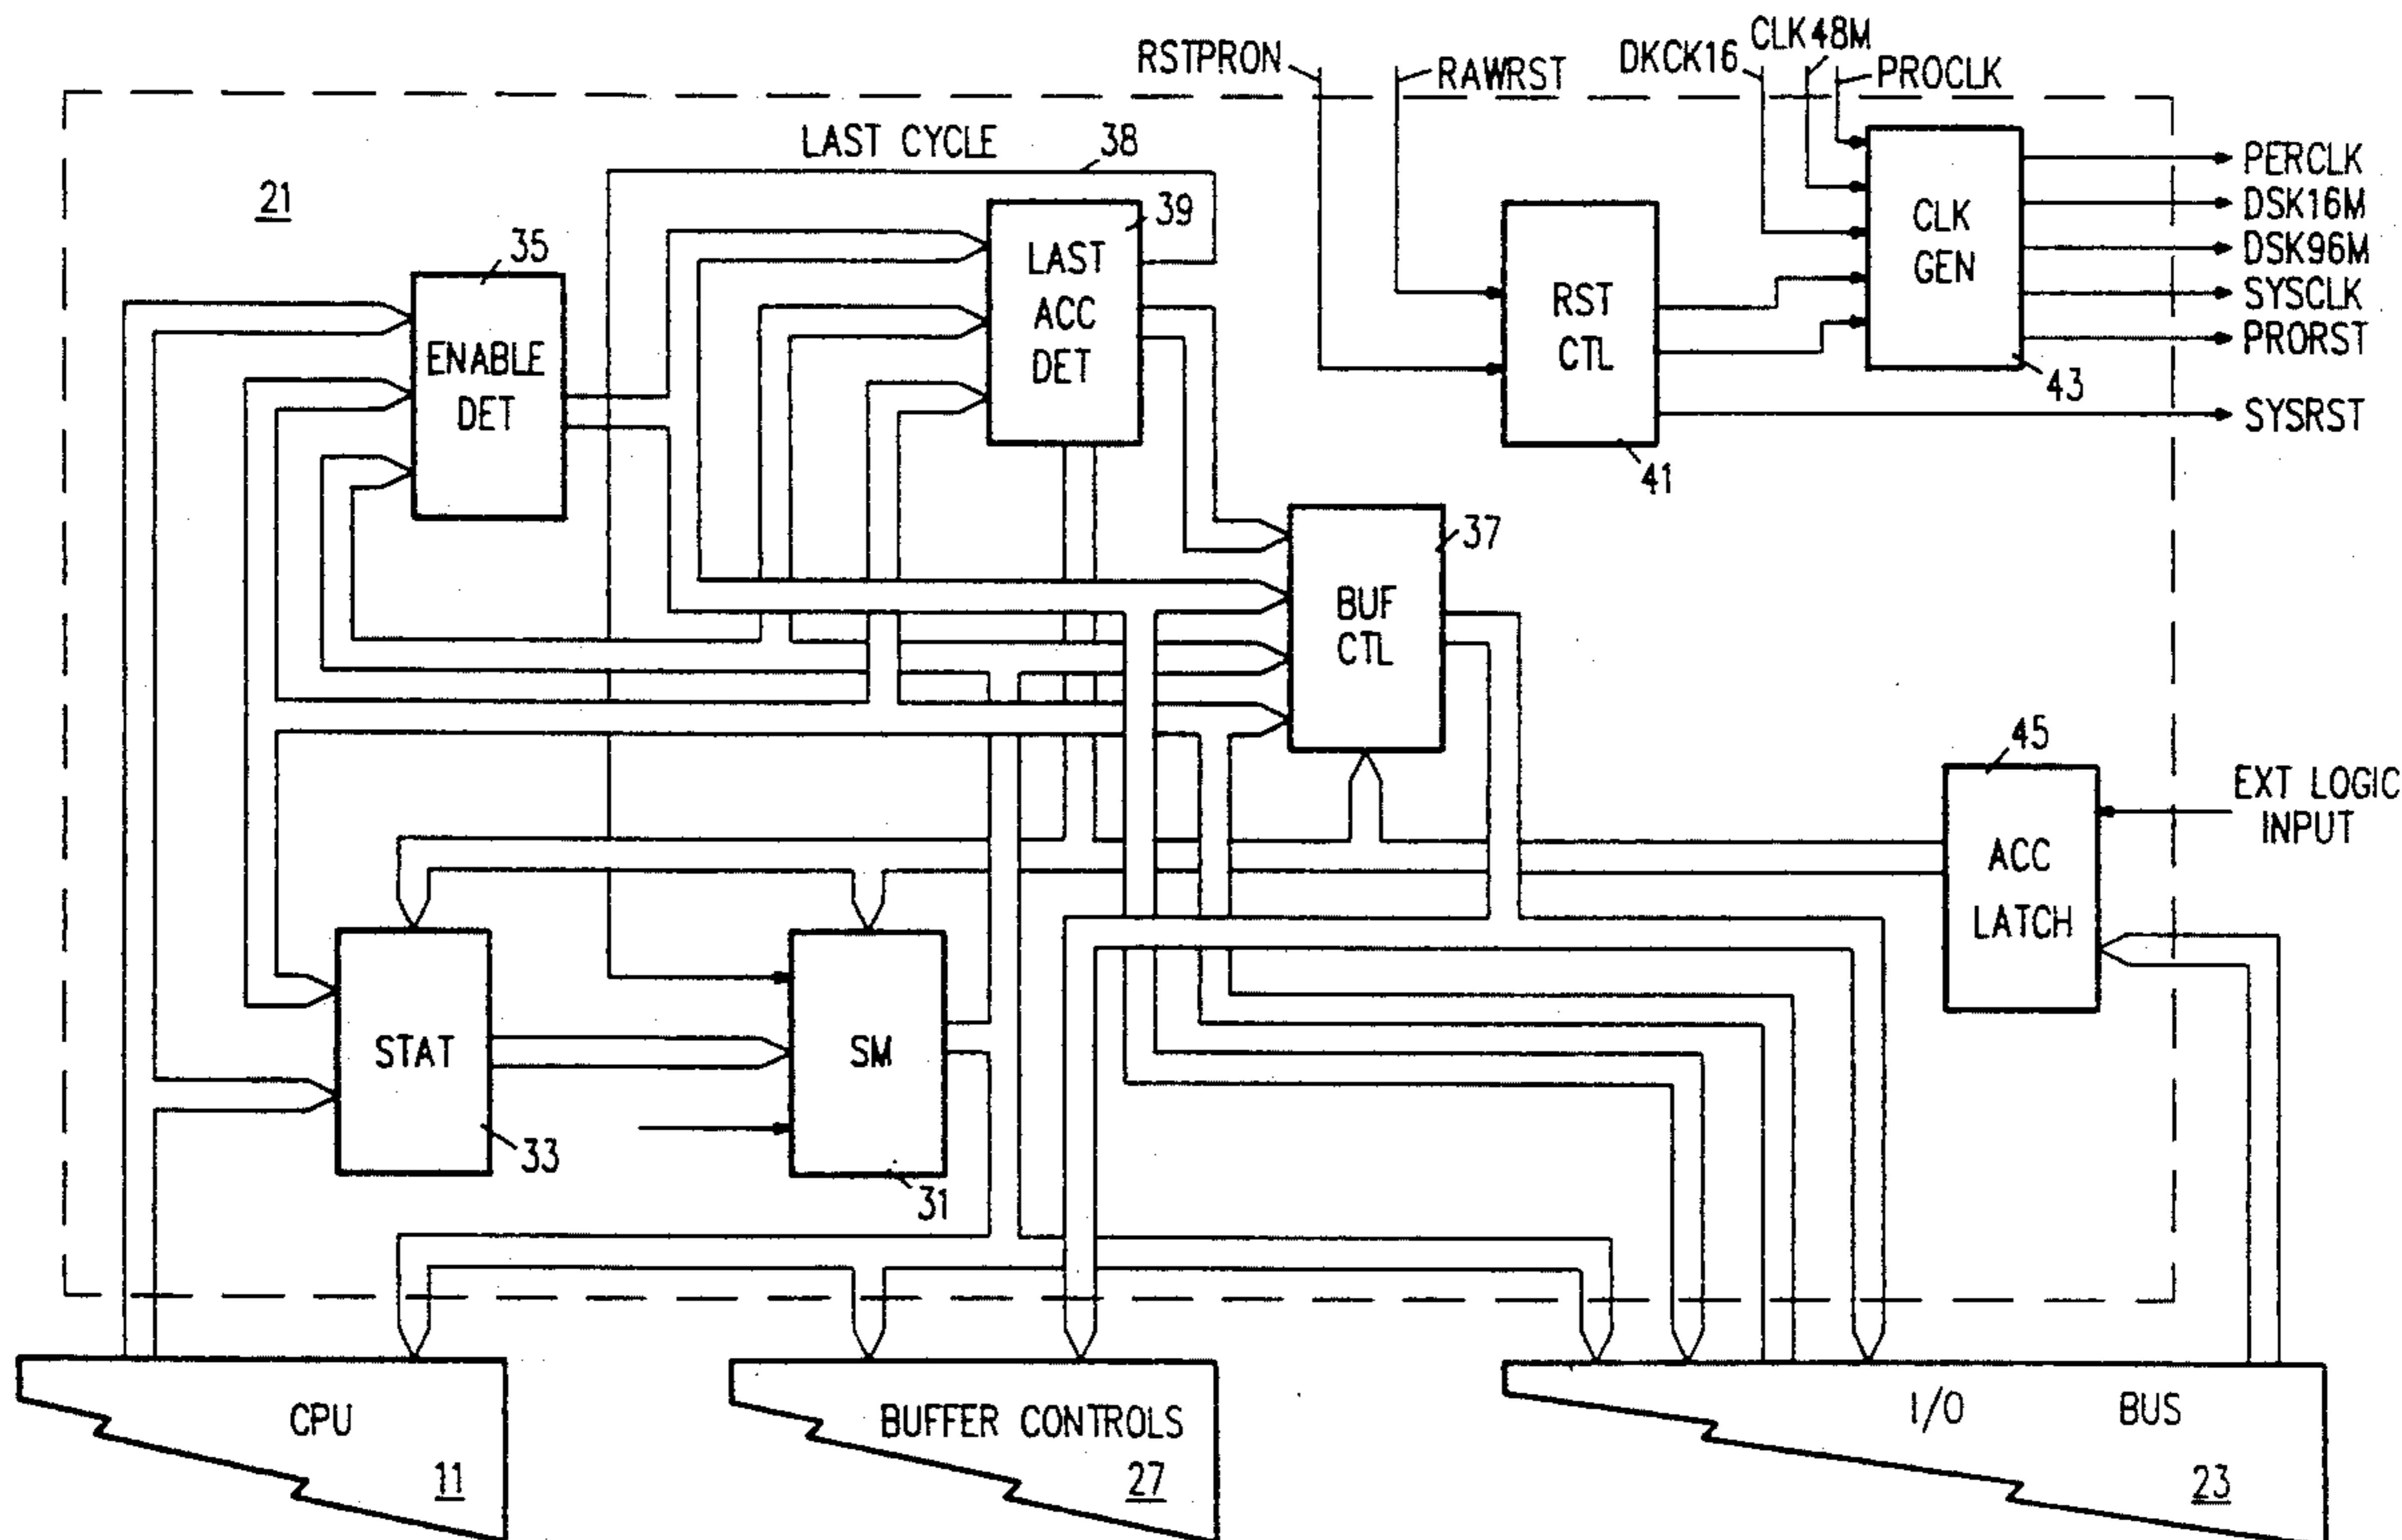 CLK48M
RSTPRON
RAWRST
DKCK16
PROCLK
LAST CYCLE
38
21
39
35
LAST
ACC
DET
ENABLE
DET
RST
CTL
41
CLK
GEN
43
PERCLK
DSK16M
DSK96M
SYSCLK
PRORST
SYSRST
37
BUF
CTL
45
EXT LOGIC
INPUT
ACC
LATCH
STAT
33
SM
31
CPU
11
BUFFER CONTROLS
27
I/O BUS
23